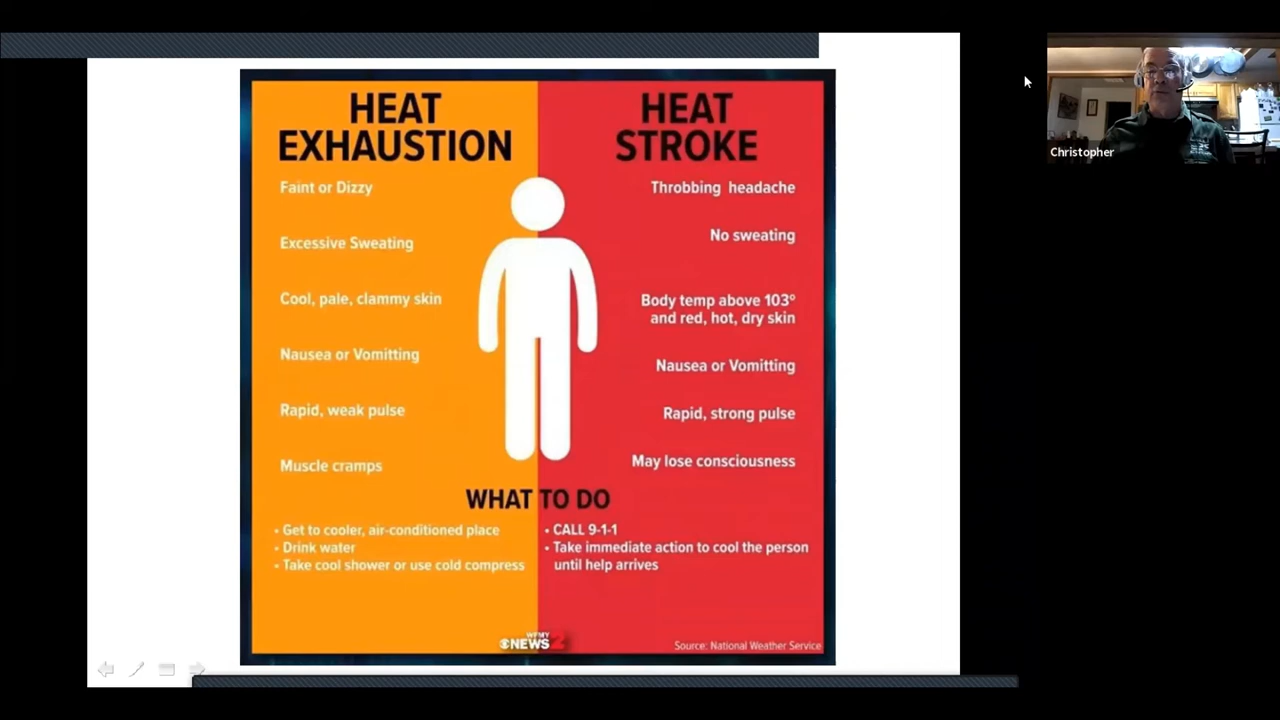 HEAT
EXHAUSTION
Faint or Dizzy
Excessive Sweating
Cool, pale, clammy skin
Nausea or Vomitting
Rapid, weak pulse
Muscle cramps
HEAT
STROKE
Throbbing headache
No sweating
Body temp above 103°
and red, hot, dry skin
Nausea or Vomitting
Rapid, strong pulse
May lose consciousness
WHAT TO DO
• Get to cooler, air-conditioned place
• Drink water
• Take cool shower or use cold compress
• CALL 9-1-1
• Take immediate action to cool the person
until help arrives
WFMY
NEWS 2
Source: National Weather Service
Christopher